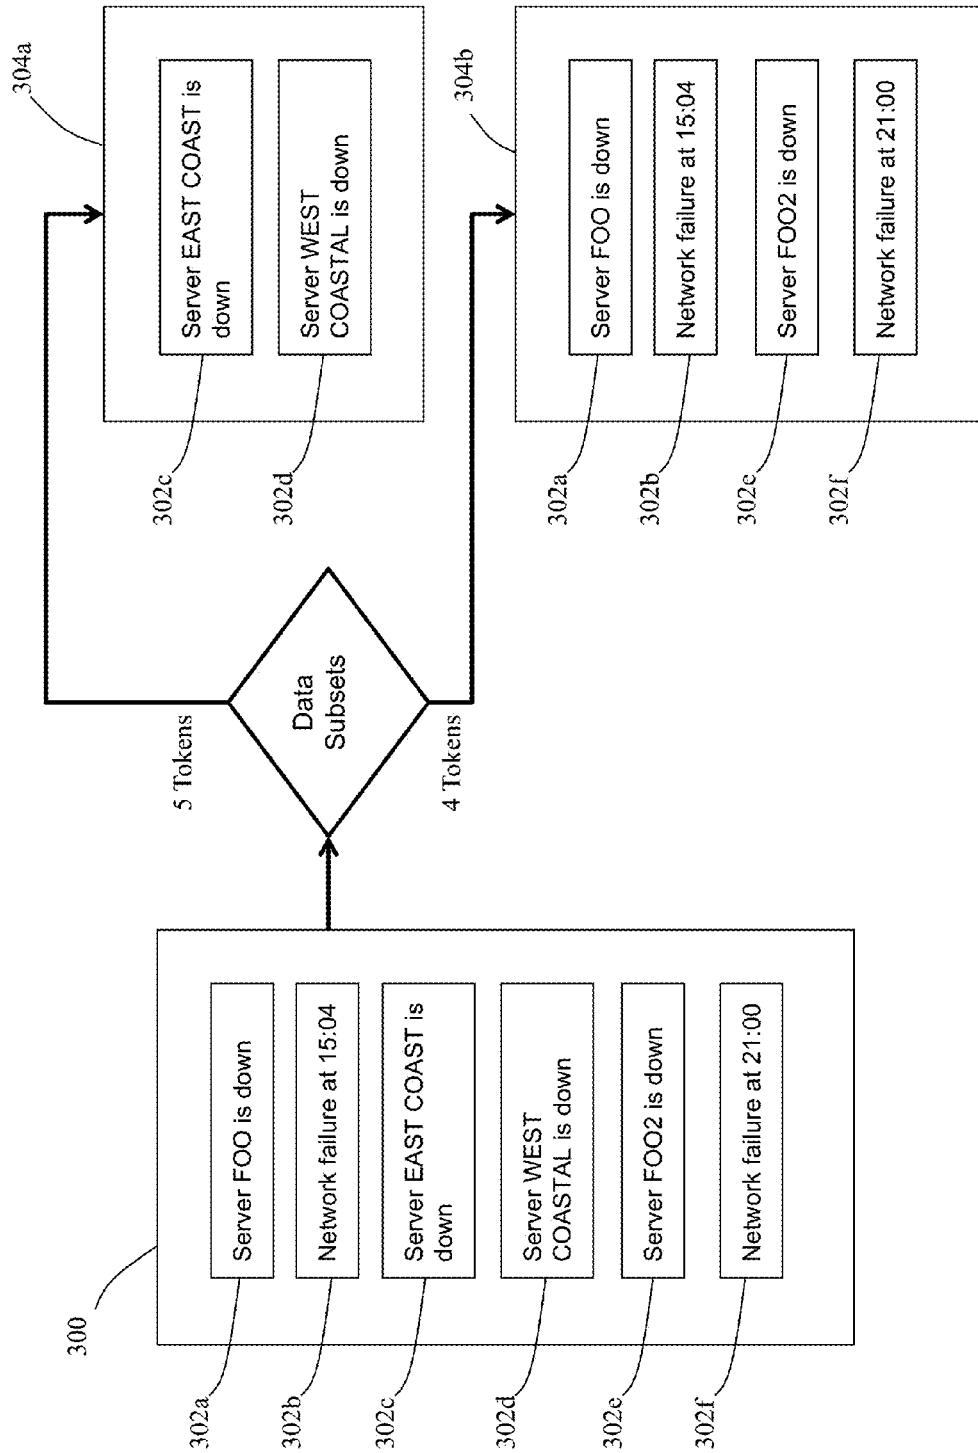 300
302a
Server FOO is down
302b
Network failure at 15:04
302c
Server EAST COAST is
down
302d
Server WEST
COASTAL is down
302e
Server FOO2 is down
302f
Network failure at 21:00
5 Tokens
Data
Subsets
4 Tokens
304a
302c
Server EAST COAST is
down
302d
Server WEST
COASTAL is down
304b
302a
Server FOO is down
302b
Network failure at 15:04
302e
Server FOO2 is down
302f
Network failure at 21:00